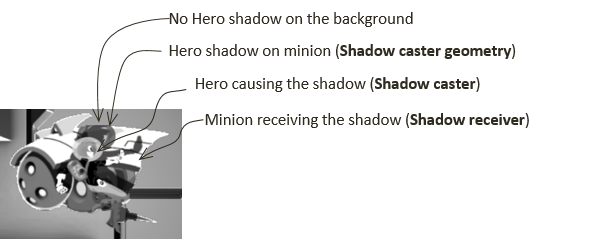 No Hero shadow on the background
Hero shadow on minion (Shadow caster geometry)
Hero causing the shadow (Shadow caster)
Minion receiving the shadow (Shadow receiver)